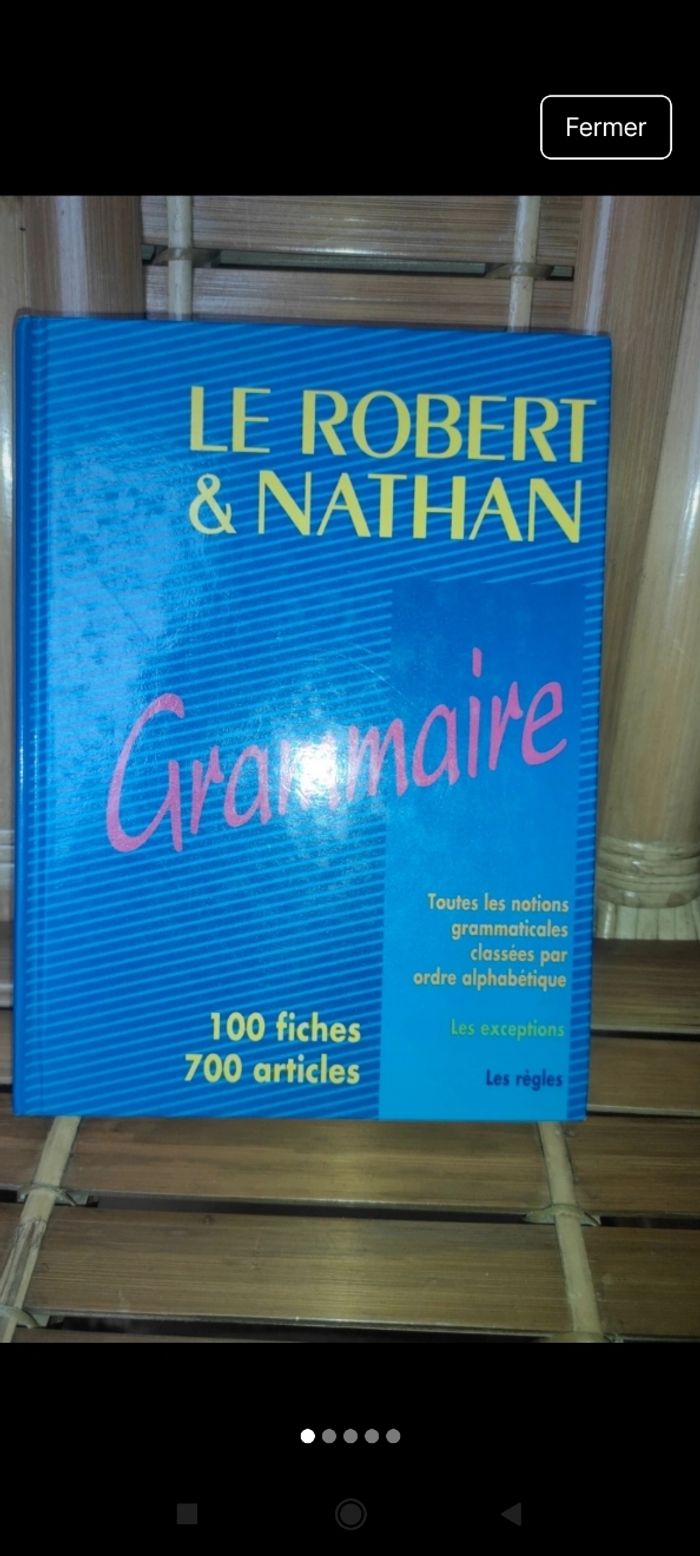 Fermer
LE ROBERT
& NATHAN
Grammaire
Toutes les notions
grammaticales
classées par
ordre alphabétique
100 fiches
700 articles
Les exceptions
Les règles